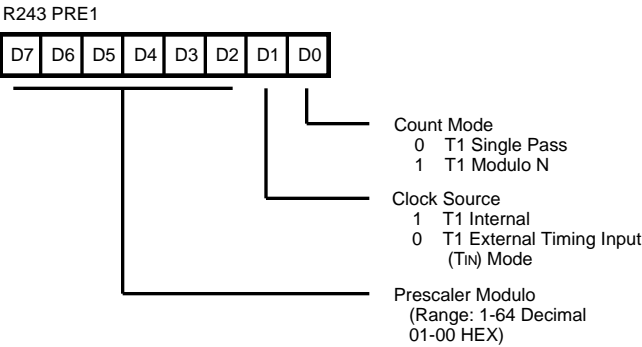 R243 PRE1
D7 D6 D5 D4 D3 D2 D1 D0
Count Mode
0 T1 Single Pass
1 T1 Modulo N
Clock Source
1 T1 Internal
0 T1 External Timing Input
(TIN) Mode
Prescaler Modulo
(Range: 1-64 Decimal
01-00 HEX)